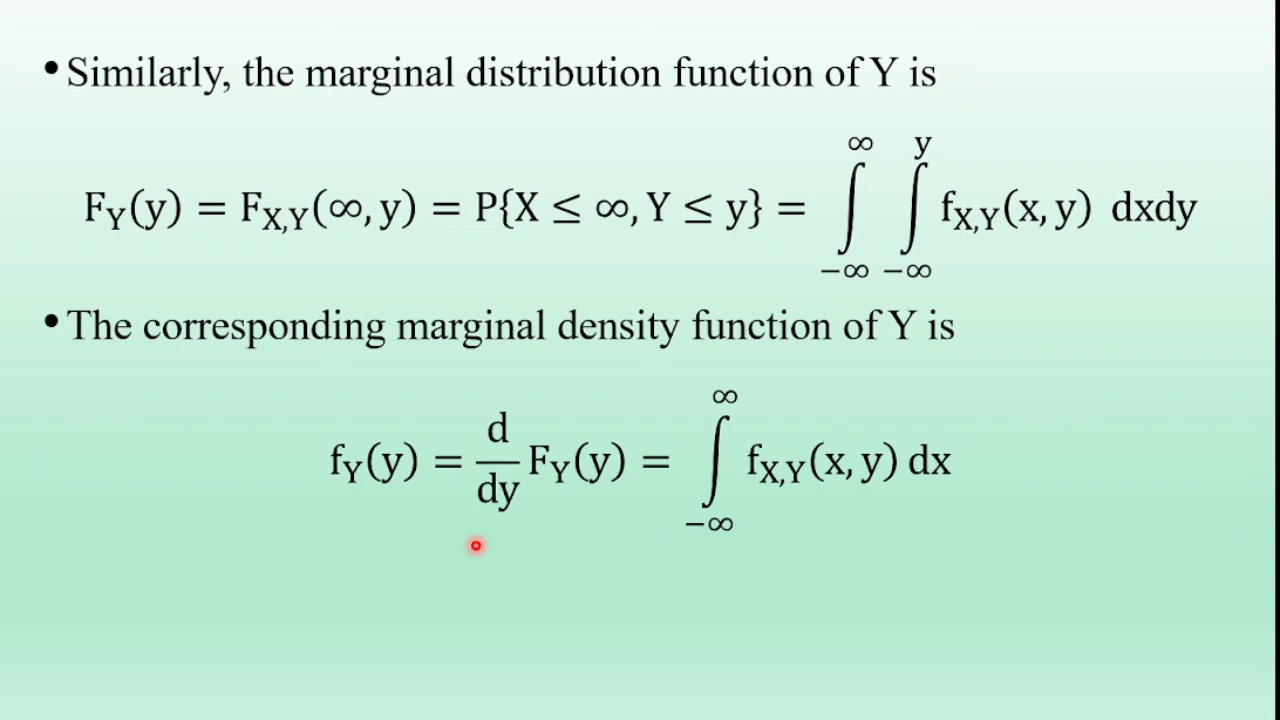 • Similarly, the marginal distribution function of Y is
F_Y(y) = F_{X,Y}(∞, y) = P{X ≤ ∞, Y ≤ y} = ∫_{−∞}^{∞} ∫_{−∞}^{y} f_{X,Y}(x, y) dxdy
• The corresponding marginal density function of Y is
f_Y(y) = \frac{d}{dy} F_Y(y) = ∫_{−∞}^{∞} f_{X,Y}(x, y) dx